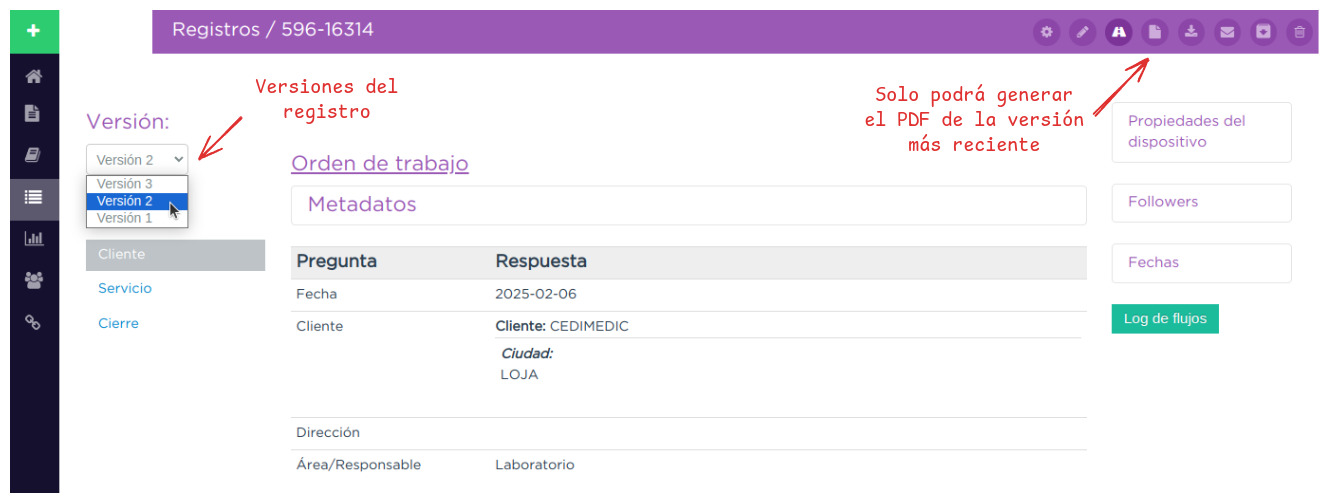 Registros / 596-16314
Versiones del
registro
Solo podrá generar
el PDF de la versión
más reciente
Versión:
Versión 2
Versión 3
Versión 2
Versión 1
Cliente
Servicio
Cierre
Orden de trabajo
Metadatos
Pregunta Respuesta
Fecha 2025-02-06
Cliente Cliente: CEDIMEDIC
Ciudad:
LOJA
Dirección
Área/Responsable Laboratorio
Propiedades del
dispositivo
Followers
Fechas
Log de flujos